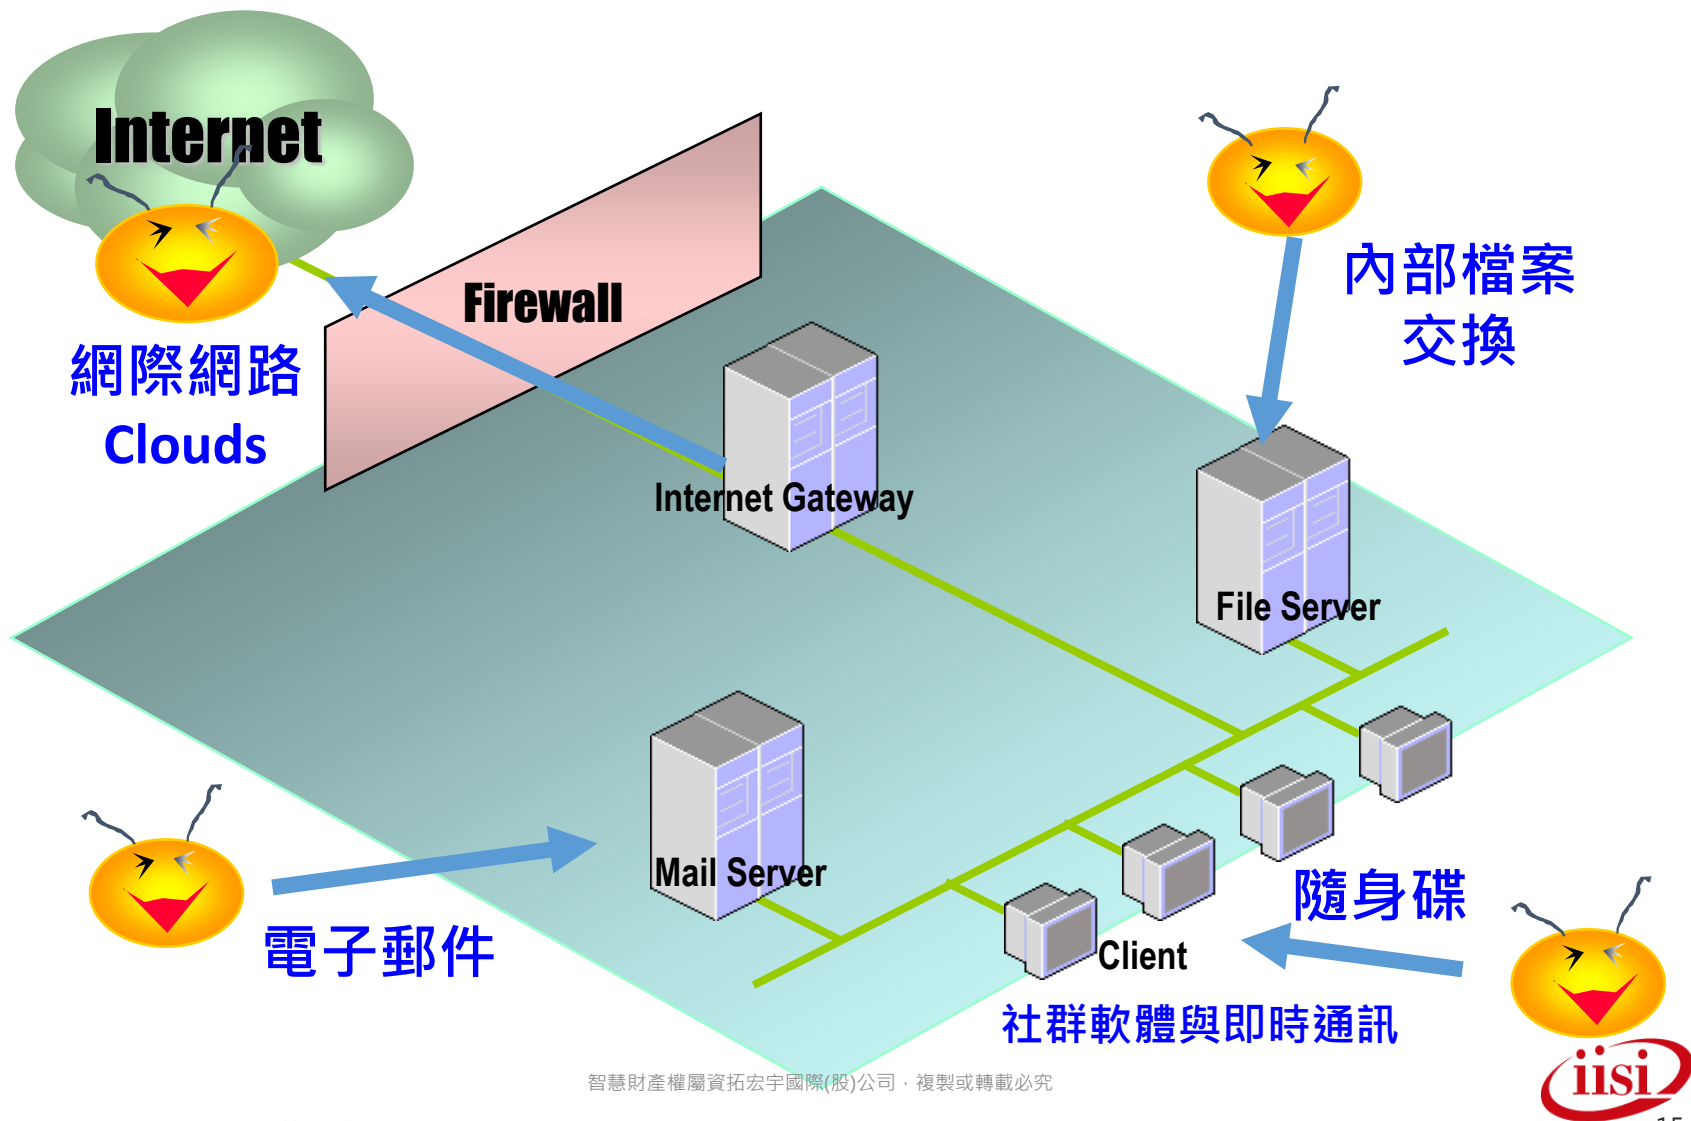 Internet
Firewall
網際網路
Clouds
內部檔案
交換
Internet Gateway
File Server
Mail Server
電子郵件
隨身碟
Client
社群軟體與即時通訊
智慧財產權屬資拓宏宇國際(股)公司，複製或轉載必究
iisi
15